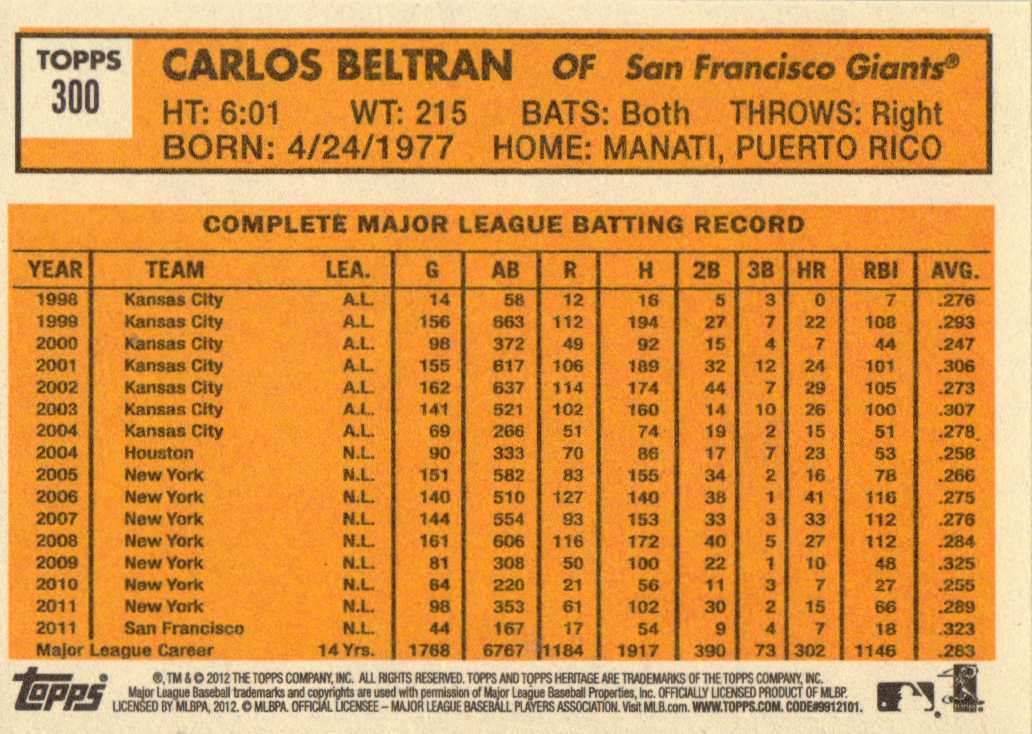 TOPPS
300
CARLOS BELTRAN OF San Francisco Giants®
HT: 6:01 WT: 215 BATS: Both THROWS: Right
BORN: 4/24/1977 HOME: MANATI, PUERTO RICO
COMPLETE MAJOR LEAGUE BATTING RECORD
YEAR TEAM LEA. G AB R H 2B 3B HR RBI AVG.
1998 Kansas City A.L. 14 58 12 16 5 3 0 7 .276
1999 Kansas City A.L. 156 663 112 194 27 7 22 108 .293
2000 Kansas City A.L. 98 372 49 92 15 4 7 44 .247
2001 Kansas City A.L. 155 617 106 189 32 12 24 101 .306
2002 Kansas City A.L. 162 637 114 174 44 7 29 105 .273
2003 Kansas City A.L. 141 521 102 160 14 10 26 100 .307
2004 Kansas City A.L. 69 266 51 74 19 2 15 51 .278
2004 Houston N.L. 90 333 70 86 17 7 23 53 .258
2005 New York N.L. 151 582 83 155 34 2 16 78 .266
2006 New York N.L. 140 510 127 140 38 1 41 116 .275
2007 New York N.L. 144 554 93 153 33 3 33 112 .276
2008 New York N.L. 161 606 116 172 40 5 27 112 .284
2009 New York N.L. 81 308 50 100 22 1 10 48 .325
2010 New York N.L. 64 220 21 56 11 3 7 27 .255
2011 New York N.L. 98 353 61 102 30 2 15 66 .289
2011 San Francisco N.L. 44 167 17 54 9 4 7 18 .323
Major League Career 14 Yrs. 1768 6767 1184 1917 390 73 302 1146 .283
topps
®, TM & © 2012 THE TOPPS COMPANY, INC. ALL RIGHTS RESERVED. TOPPS AND TOPPS HERITAGE ARE TRADEMARKS OF THE TOPPS COMPANY, INC.
Major League Baseball trademarks and copyrights are used with permission of Major League Baseball Properties, Inc. OFFICIALLY LICENSED PRODUCT OF MLBP.
LICENSED BY MLBPA, 2012. © MLBPA. OFFICIAL LICENSEE – MAJOR LEAGUE BASEBALL PLAYERS ASSOCIATION. Visit MLB.com. WWW.TOPPS.COM. CODE#9912101.